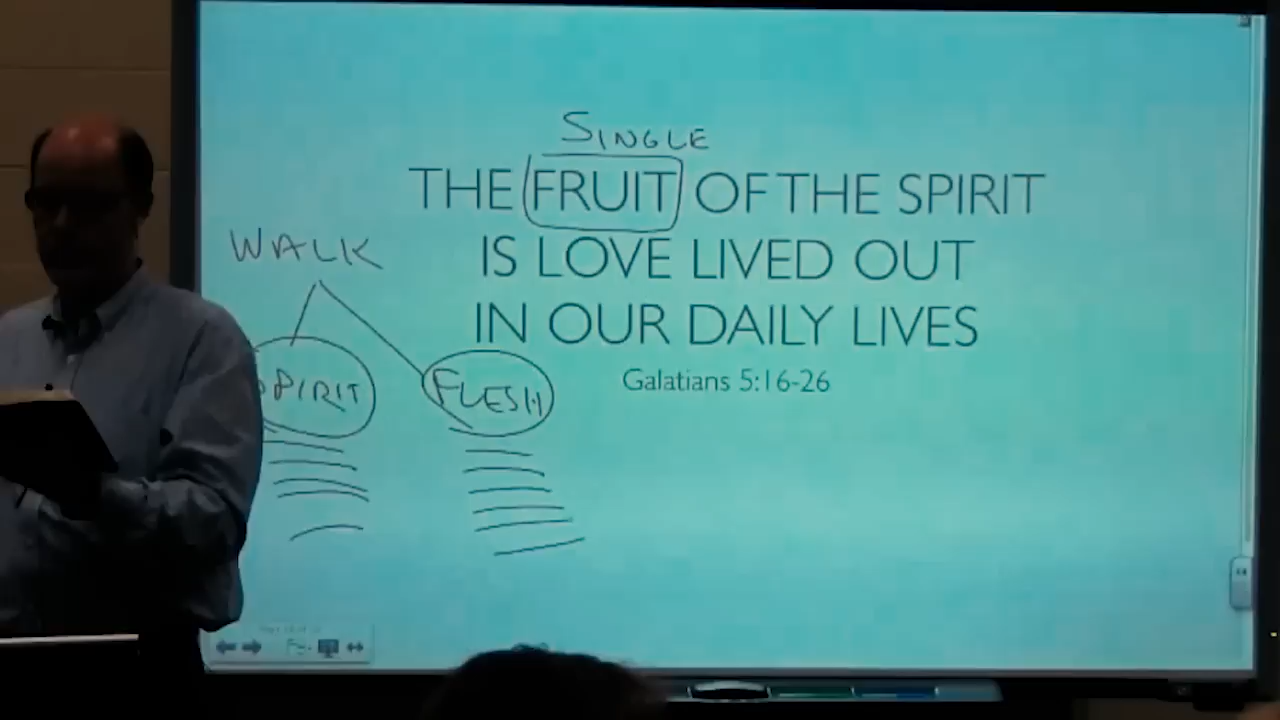 SINGLE
THE FRUIT OF THE SPIRIT
IS LOVE LIVED OUT
IN OUR DAILY LIVES
Galatians 5:16-26
WALK
SPIRIT
FLESH